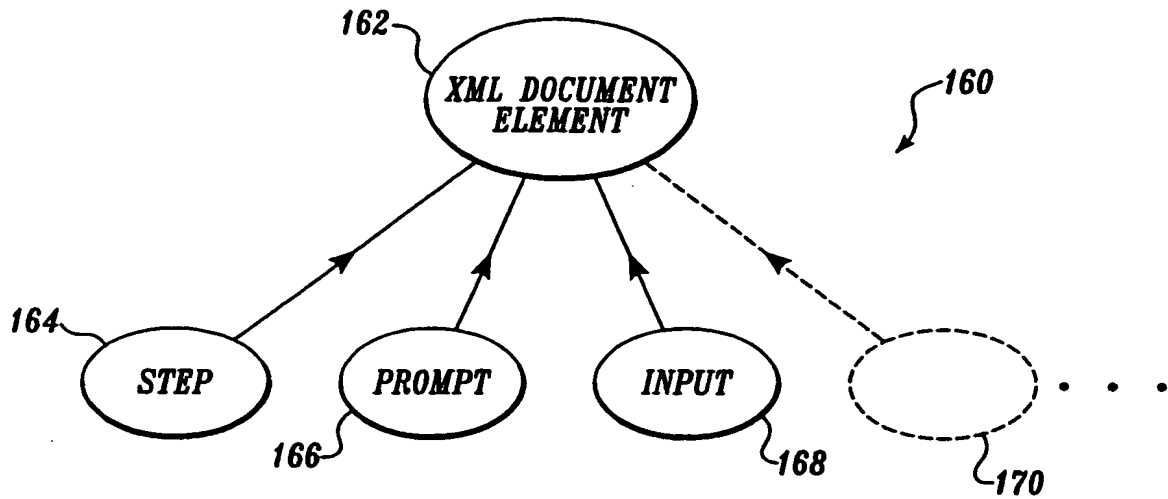 162
XML DOCUMENT
ELEMENT
160
164
STEP
PROMPT
INPUT
166
168
170